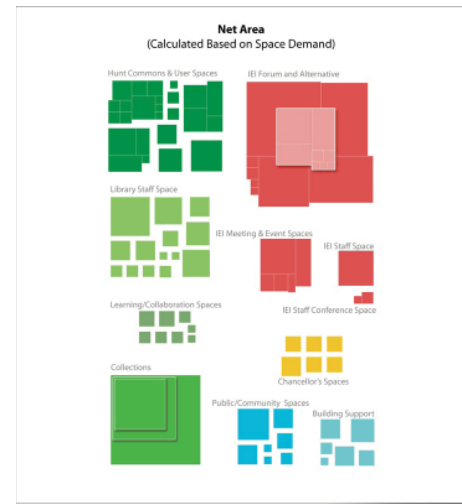 Net Area
(Calculated Based on Space Demand)
Hunt Commons & User Spaces
IEI Forum and Alternative
Library Staff Space
IEI Meeting & Event Spaces
IEI Staff Space
Learning/Collaboration Spaces
IEI Staff Conference Space
Collections
Chancellor's Spaces
Public/Community Spaces
Building Support